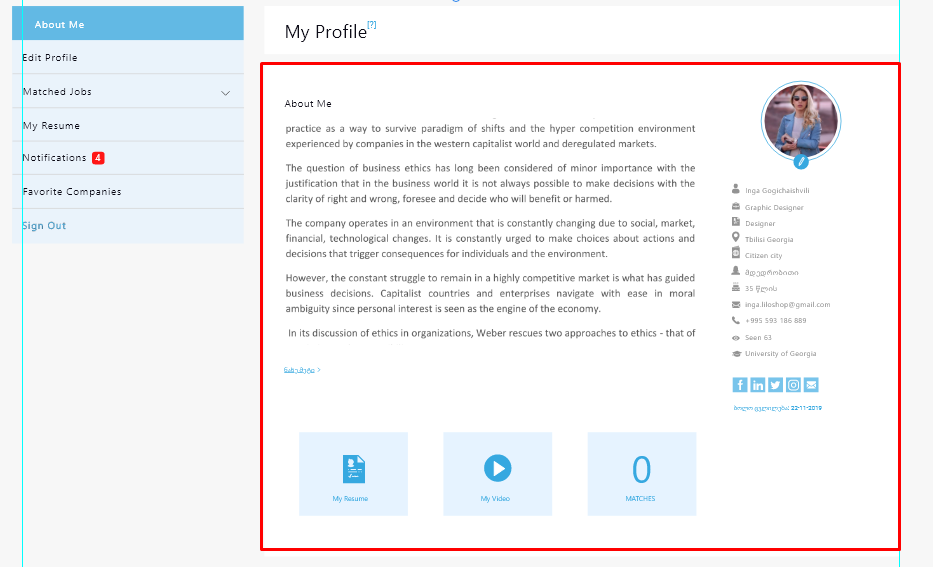 About Me
Edit Profile
Matched Jobs
My Resume
Notifications 4
Favorite Companies
Sign Out
My Profile[?]
About Me
practice as a way to survive paradigm of shifts and the hyper competition environment
experienced by companies in the western capitalist world and deregulated markets.
The question of business ethics has long been considered of minor importance with the
justification that in the business world it is not always possible to make decisions with the
clarity of right and wrong, foresee and decide who will benefit or harmed.
The company operates in an environment that is constantly changing due to social, market,
financial, technological changes. It is constantly urged to make choices about actions and
decisions that trigger consequences for individuals and the environment.
However, the constant struggle to remain in a highly competitive market is what has guided
business decisions. Capitalist countries and enterprises navigate with ease in moral
ambiguity since personal interest is seen as the engine of the economy.
In its discussion of ethics in organizations, Weber rescues two approaches to ethics - that of
ნახე მეტი >
My Resume
My Video
0
MATCHES
Inga Gogichaishvili
Graphic Designer
Designer
Tbilisi Georgia
Citizen city
მდედრობითი
35 წლის
inga.liloshop@gmail.com
+995 593 186 889
Seen 63
University of Georgia
ბოლო ცვლილება: 22-11-2019